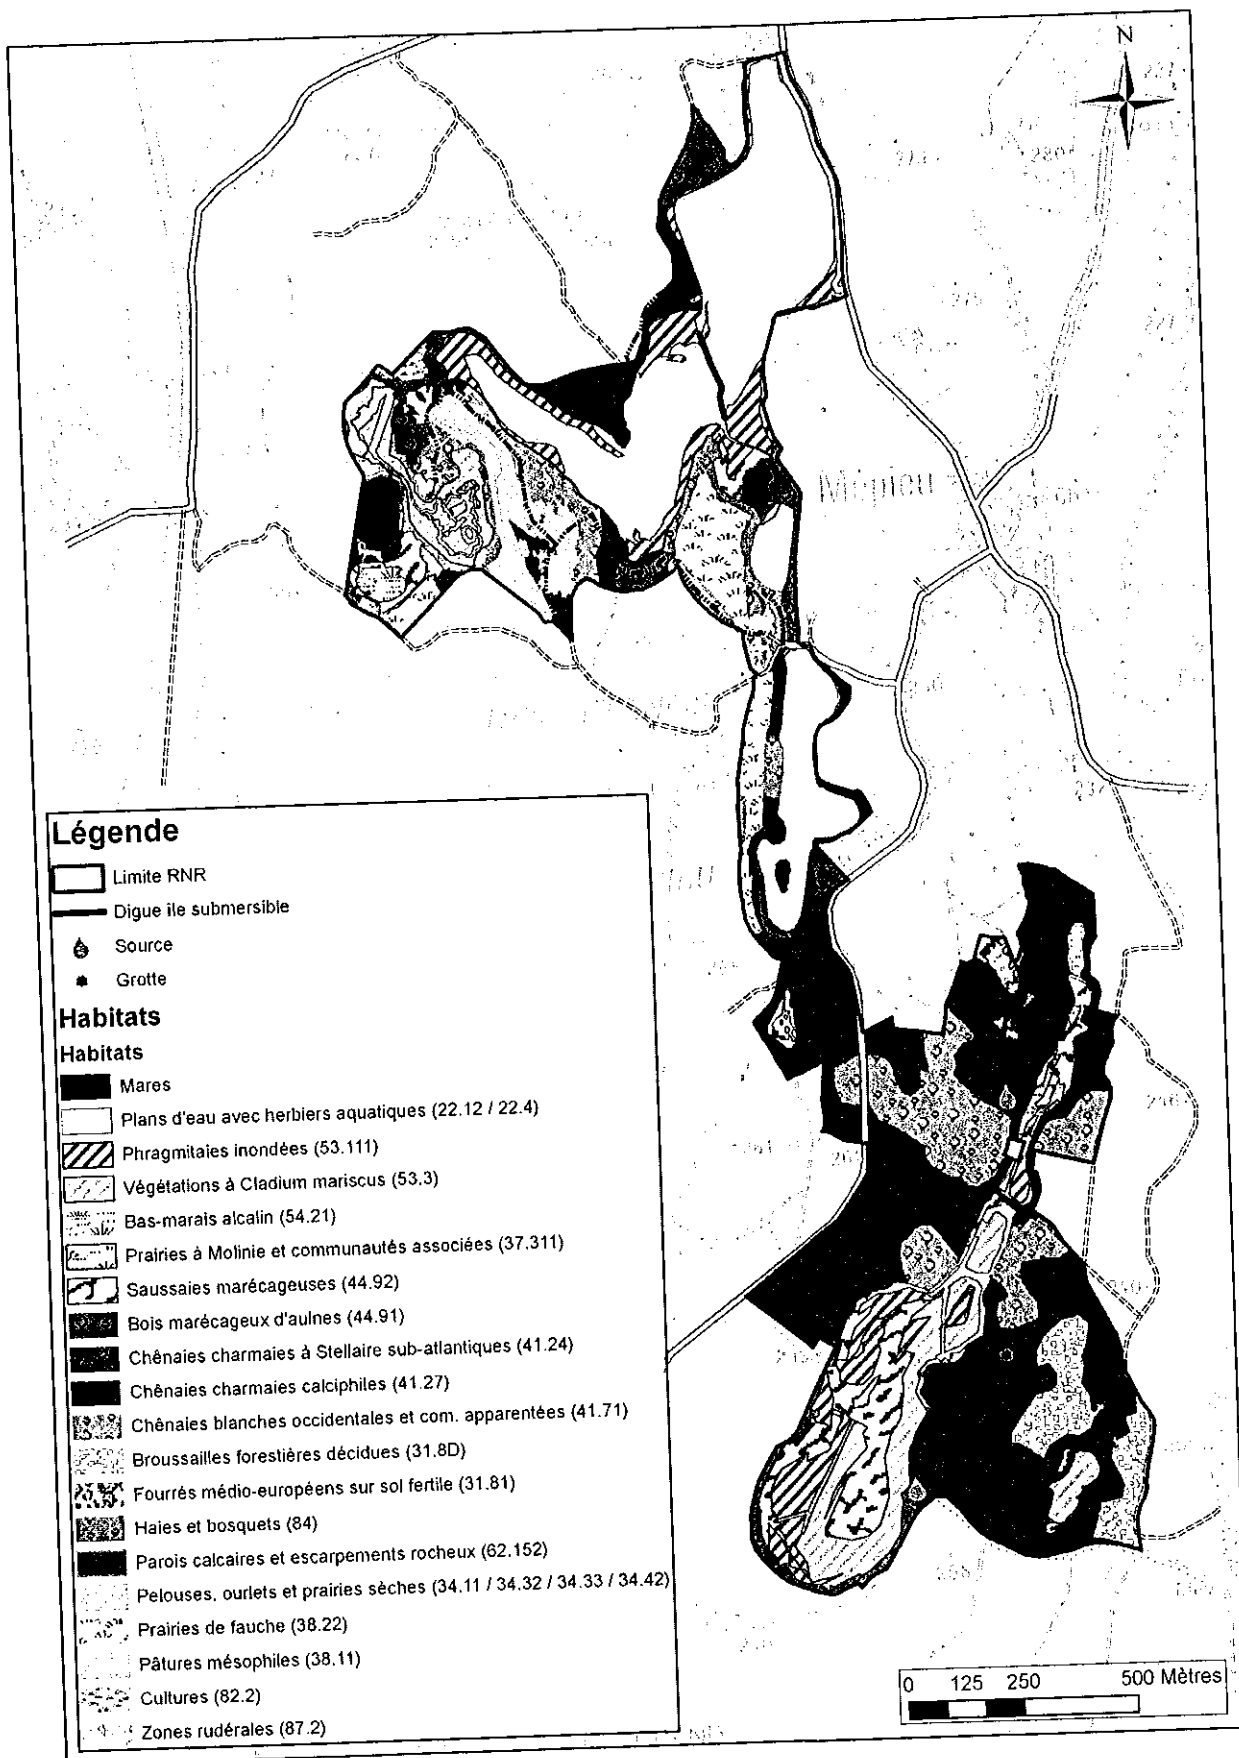 N
Mépieu
Légende
Limite RNR
Digue île submersible
Source
Grotte
Habitats
Habitats
Mares
Plans d'eau avec herbiers aquatiques (22.12 / 22.4)
Phragmitaies inondées (53.111)
Végétations à Cladium mariscus (53.3)
Bas-marais alcalin (54.21)
Prairies à Molinie et communautés associées (37.311)
Saussaies marécageuses (44.92)
Bois marécageux d'aulnes (44.91)
Chênaies charmaies à Stellaire sub-atlantiques (41.24)
Chênaies charmaies calciphiles (41.27)
Chênaies blanches occidentales et com. apparentées (41.71)
Broussailles forestières décidues (31.8D)
Fourrés médio-européens sur sol fertile (31.81)
Haies et bosquets (84)
Parois calcaires et escarpements rocheux (62.152)
Pelouses, ourlets et prairies sèches (34.11 / 34.32 / 34.33 / 34.42)
Prairies de fauche (38.22)
Pâtures mésophiles (38.11)
Cultures (82.2)
Zones rudérales (87.2)
0 125 250 500 Mètres